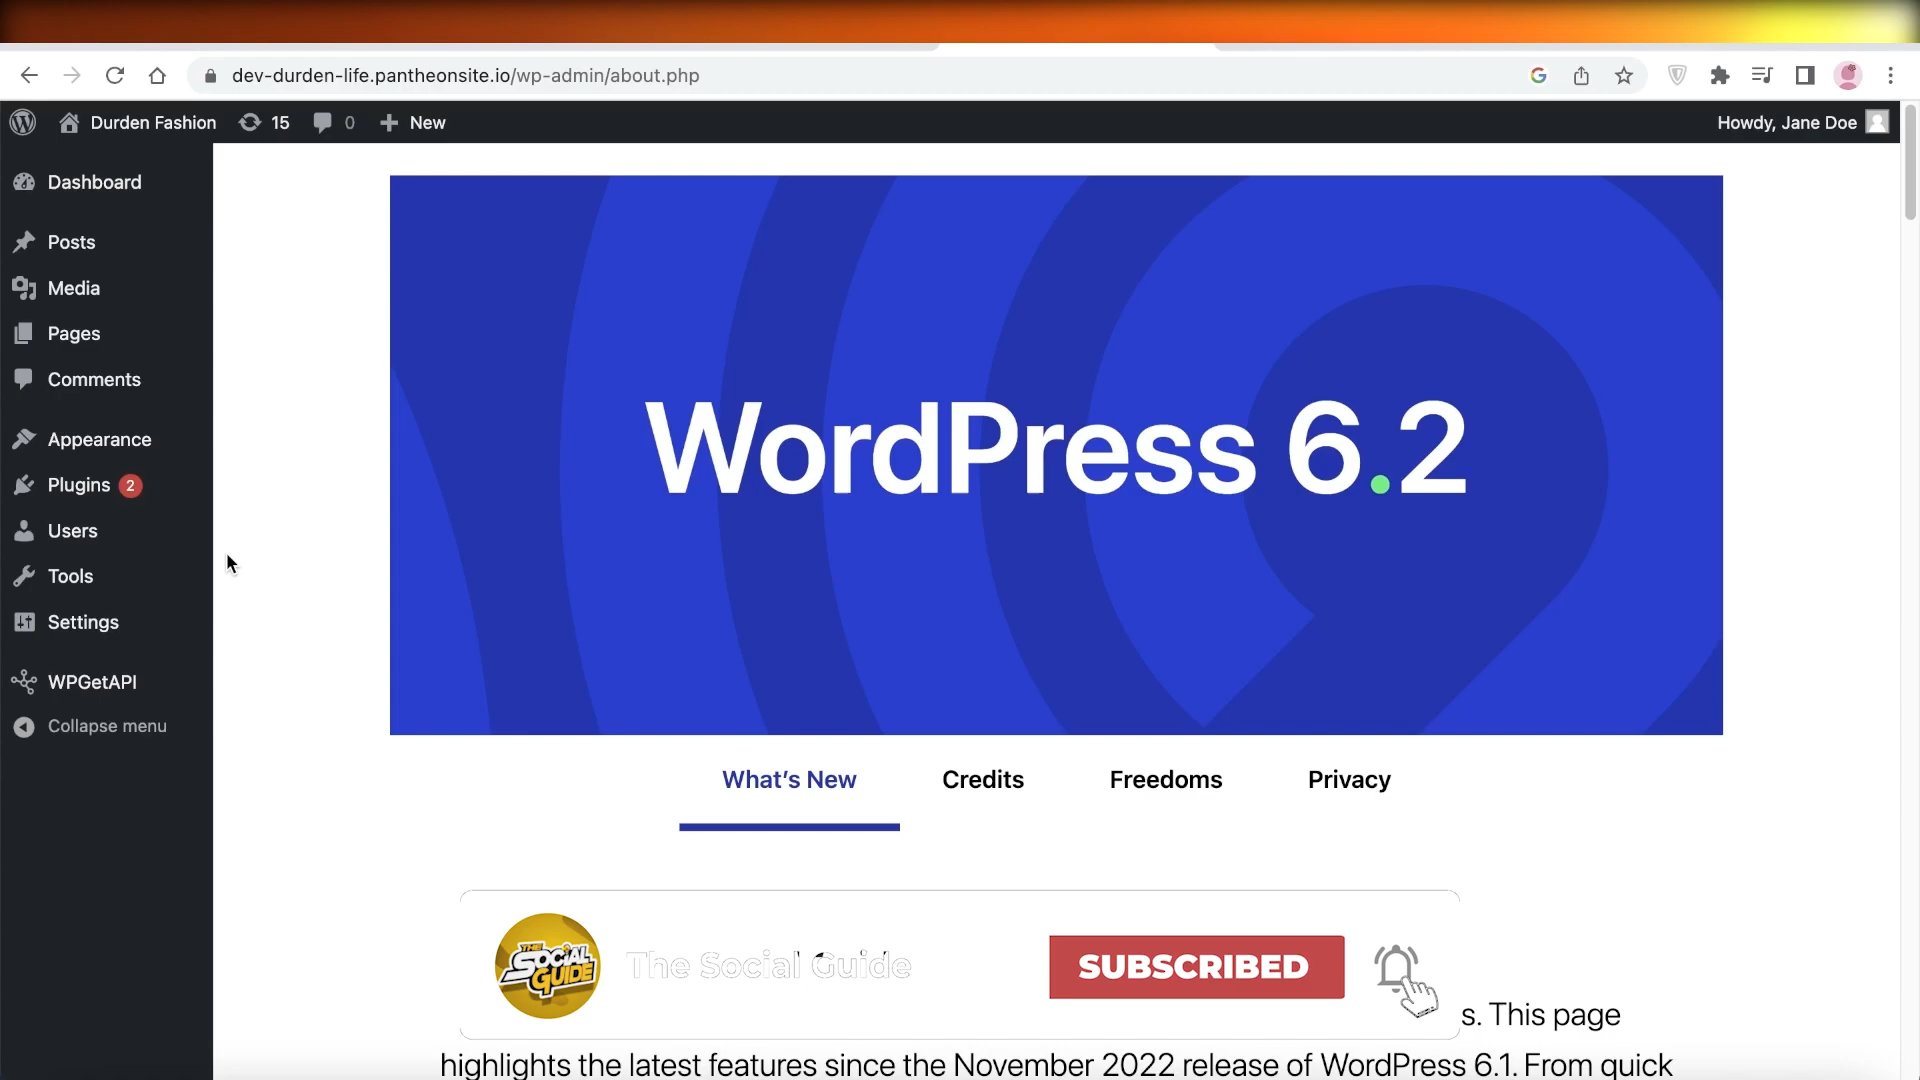 dev-durden-life.pantheonsite.io/wp-admin/about.php
Durden Fashion 15 0 New Howdy, Jane Doe
Dashboard
Posts
Media
Pages
Comments
Appearance
Plugins 2
Users
Tools
Settings
WPGetAPI
Collapse menu
WordPress 6.2
What's New Credits Freedoms Privacy
THE SOCIAL GUIDE
The Social Guide
SUBSCRIBED
s. This page
highlights the latest features since the November 2022 release of WordPress 6.1. From quick